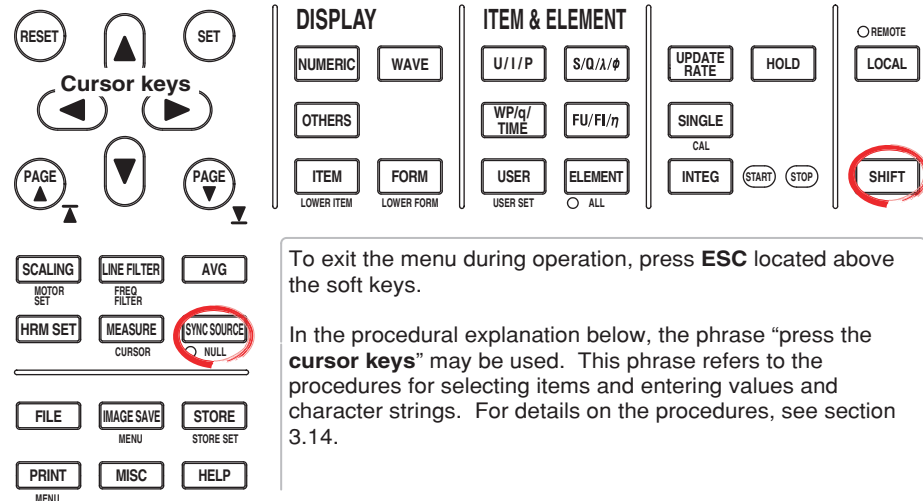 RESET
SET
Cursor keys
PAGE
PAGE
DISPLAY
NUMERIC
WAVE
OTHERS
ITEM
FORM
LOWER ITEM
LOWER FORM
ITEM & ELEMENT
U/I/P
S/Q/λ/φ
WP/q/
TIME
FU/FI/η
USER
ELEMENT
USER SET
ALL
UPDATE
RATE
HOLD
SINGLE
CAL
INTEG
START
STOP
REMOTE
LOCAL
SHIFT
SCALING
LINE FILTER
AVG
MOTOR
SET
FREQ
FILTER
HRM SET
MEASURE
SYNC SOURCE
CURSOR
NULL
FILE
IMAGE SAVE
STORE
MENU
STORE SET
PRINT
MISC
HELP
MENU
To exit the menu during operation, press ESC located above
the soft keys.
In the procedural explanation below, the phrase “press the
cursor keys” may be used. This phrase refers to the
procedures for selecting items and entering values and
character strings. For details on the procedures, see section
3.14.